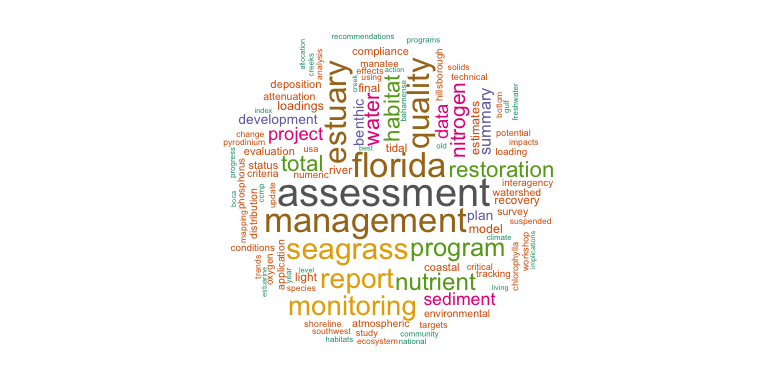 recommendations
programs
compliance
manatee
effects
action
using
final
allocation
creeks
analysis
estuary
creek
habitat
bahamense
quality
hillsborough
solids
technical
deposition
attenuation
loadings
index
development
benthic
water
data
nitrogen
estimates
summary
bottom
gulf
freshwater
change
project
pyrodinium
evaluation
usa
best
tidal
old
potential
impacts
loading
progress
status
total
criteria
numeric
river
florida
restoration
interagency
phosphorus
boca
ccmp
update
assessment
watershed
recovery
mapping
distribution
management
plan
survey
model
suspended
conditions
seagrass
program
climate
chlorophylla
workshop
implications
trends
estuaries
oxygen
application
year
level
light
species
report
nutrient
coastal
critical
tracking
living
monitoring
sediment
environmental
shoreline
atmospheric
targets
southwest
study
community
habitats
ecosystem
national